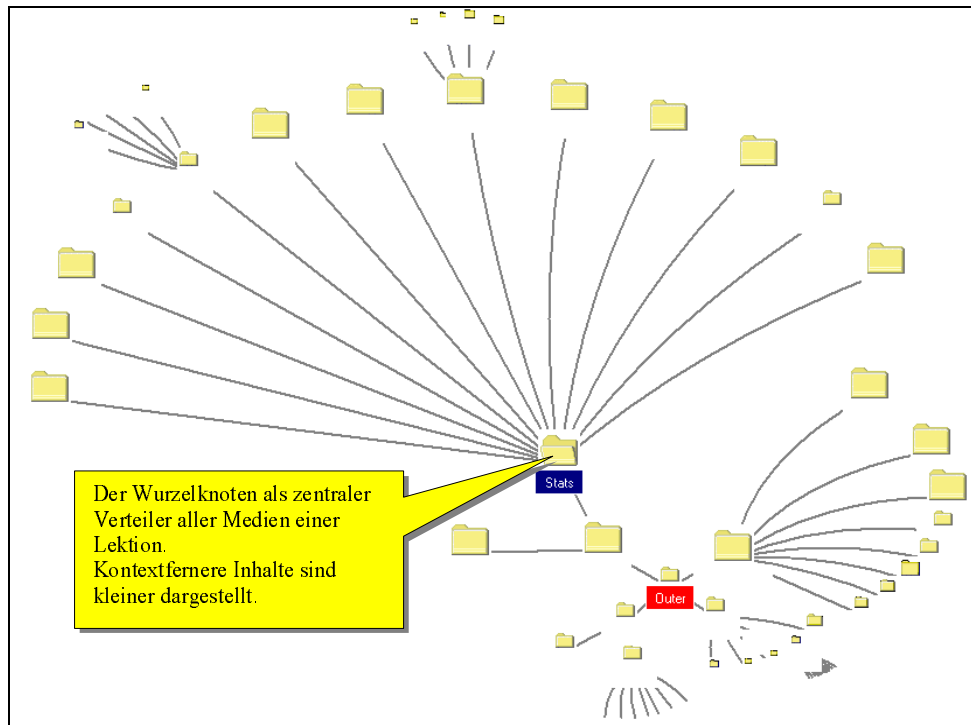 Stats
Der Wurzelknoten als zentraler
Verteiler aller Medien einer
Lektion.
Kontextfernere Inhalte sind
kleiner dargestellt.
Outer